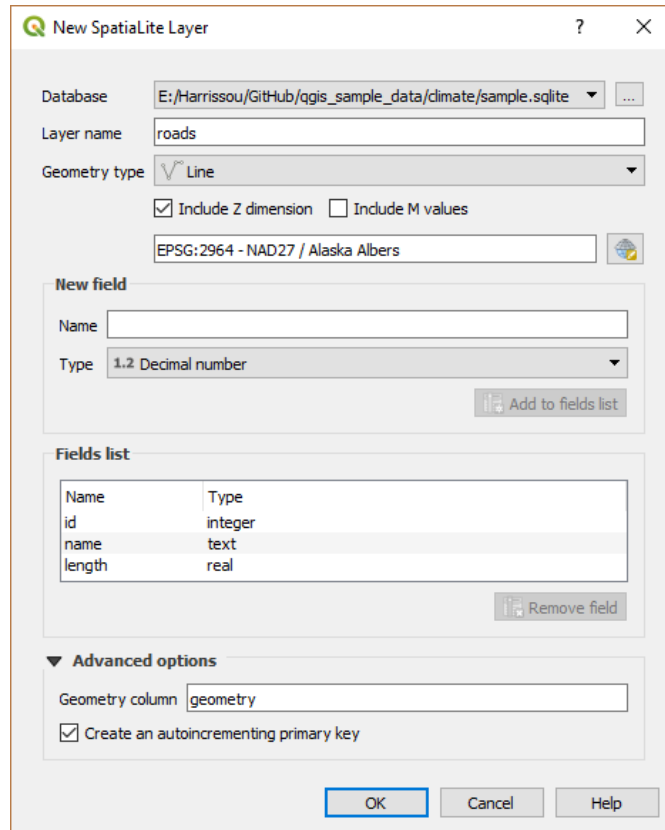 New SpatiaLite Layer ? ×
Database E:/Harrissou/GitHub/qgis_sample_data/climate/sample.sqlite ...
Layer name roads
Geometry type Line
Include Z dimension Include M values
EPSG:2964 - NAD27 / Alaska Albers
New field
Name
Type 1.2 Decimal number
Add to fields list
Fields list
Name Type
id integer
name text
length real
Remove field
Advanced options
Geometry column geometry
Create an autoincrementing primary key
OK Cancel Help